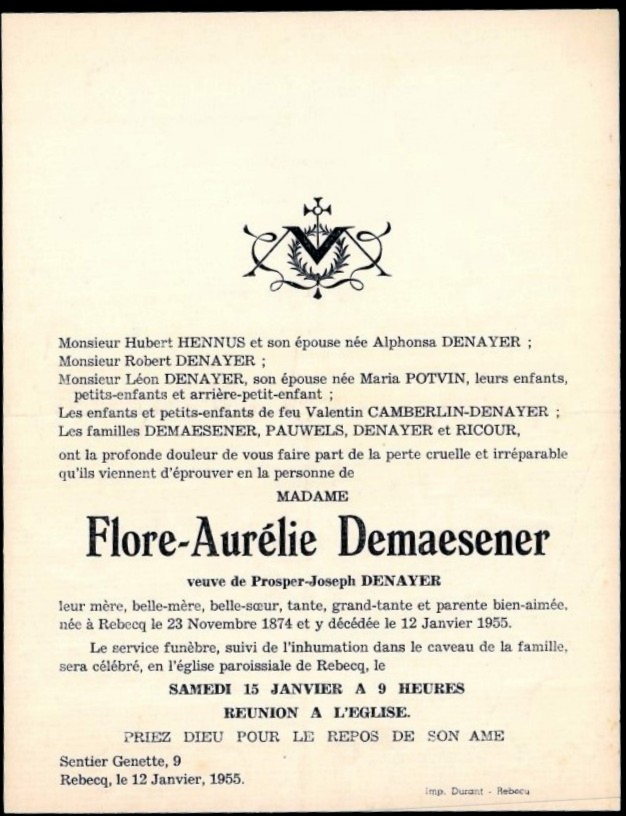 Monsieur Hubert HENNUS et son épouse née Alphonsa DENAYER ;
Monsieur Robert DENAYER ;
Monsieur Léon DENAYER, son épouse née Maria POTVIN, leurs enfants,
petits-enfants et arrière-petit-enfant ;
Les enfants et petits-enfants de feu Valentin CAMBERLIN-DENAYER ;
Les familles DEMAESENER, PAUWELS, DENAYER et RICOUR,
ont la profonde douleur de vous faire part de la perte cruelle et irréparable
qu'ils viennent d'éprouver en la personne de
MADAME
Flore-Aurélie Demaesener
veuve de Prosper-Joseph DENAYER
leur mère, belle-mère, belle-sœur, tante, grand-tante et parente bien-aimée,
née à Rebecq le 23 Novembre 1874 et y décédée le 12 Janvier 1955.
Le service funèbre, suivi de l'inhumation dans le caveau de la famille,
sera célébré, en l'église paroissiale de Rebecq, le
SAMEDI 15 JANVIER A 9 HEURES
REUNION A L'EGLISE.
PRIEZ DIEU POUR LE REPOS DE SON AME
Sentier Genette, 9
Rebecq, le 12 Janvier, 1955.
Imp. Durant - Rebecq